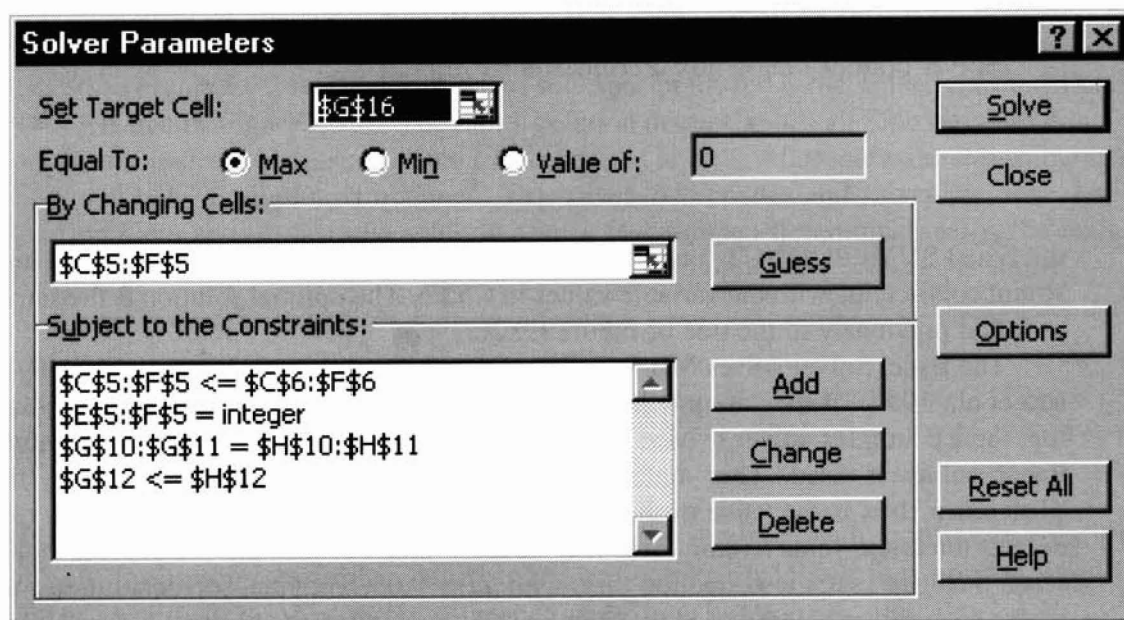 Solver Parameters
Set Target Cell: $G$16 Solve
Equal To: Max Min Value of: 0
Close
By Changing Cells:
$C$5:$F$5 Guess
Subject to the Constraints: Options
$C$5:$F$5 <= $C$6:$F$6 Add
$E$5:$F$5 = integer
$G$10:$G$11 = $H$10:$H$11 Change
$G$12 <= $H$12
Reset All
Delete
Help